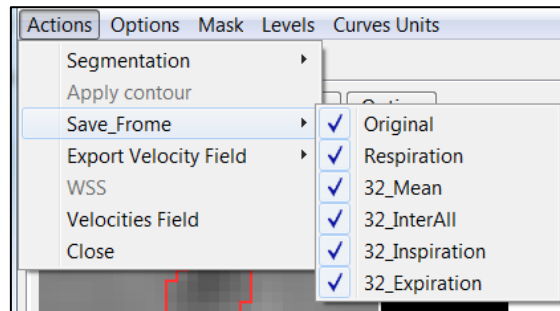 Actions Options Mask Levels Curves Units
Segmentation
Apply contour
Save_Frome
Export Velocity Field
WSS
Velocities Field
Close
Original
Respiration
32_Mean
32_InterAll
32_Inspiration
32_Expiration